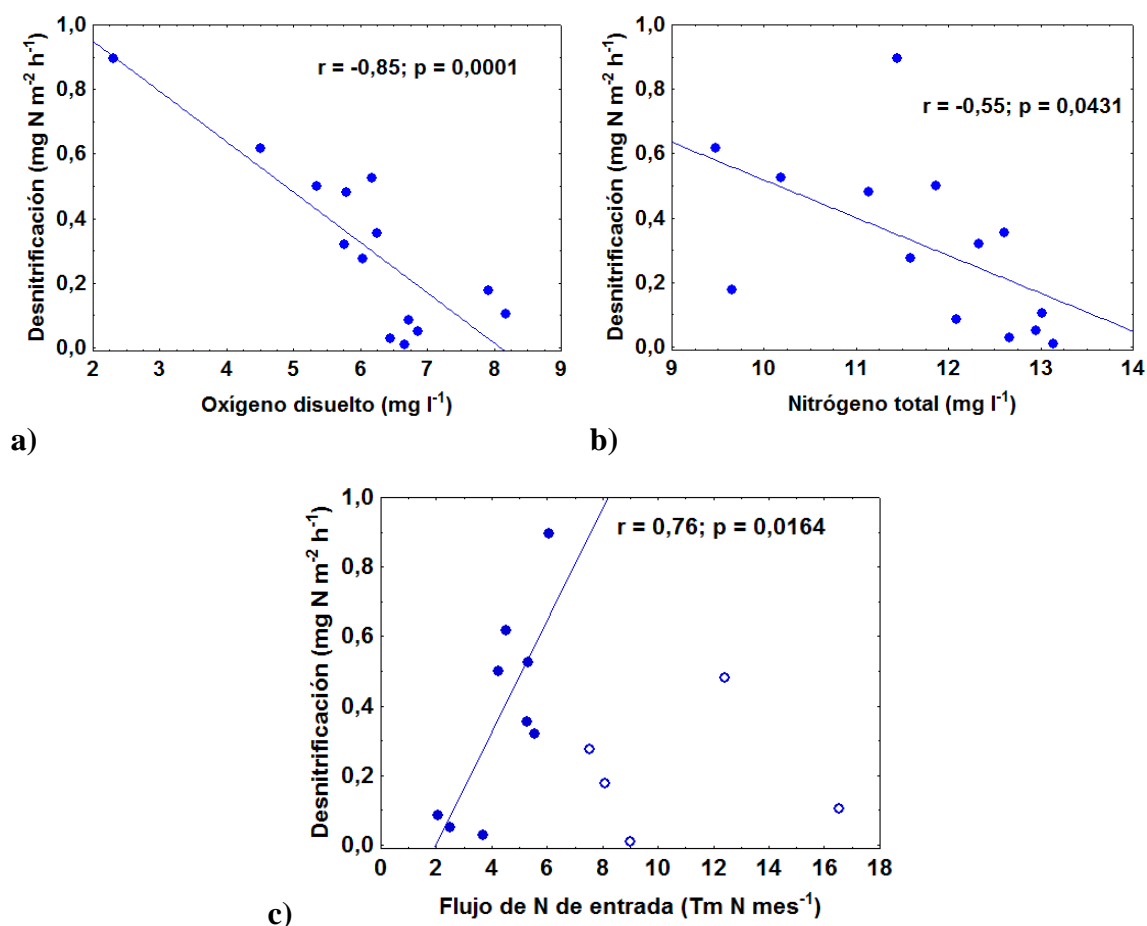 1,0
0,8
0,6
0,4
0,2
0,0
Desnitrificación (mg N m⁻² h⁻¹)
r = -0,85; p = 0,0001
2 3 4 5 6 7 8 9
Oxígeno disuelto (mg l⁻¹)
a)
1,0
0,8
0,6
0,4
0,2
0,0
Desnitrificación (mg N m⁻² h⁻¹)
r = -0,55; p = 0,0431
9 10 11 12 13 14
Nitrógeno total (mg l⁻¹)
b)
1,0
0,8
0,6
0,4
0,2
0,0
Desnitrificación (mg N m⁻² h⁻¹)
r = 0,76; p = 0,0164
0 2 4 6 8 10 12 14 16 18
Flujo de N de entrada (Tm N mes⁻¹)
c)